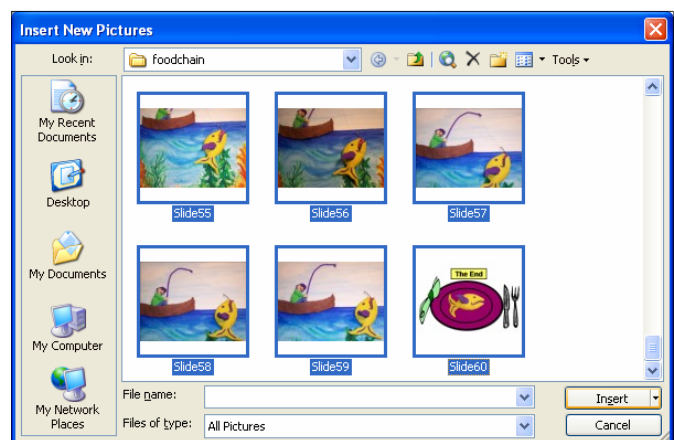 Insert New Pictures
Look in:
foodchain
Tools
My Recent
Documents
Desktop
My Documents
My Computer
My Network
Places
Slide55
Slide56
Slide57
The End
Slide58
Slide59
Slide60
File name:
Insert
Files of type:
All Pictures
Cancel